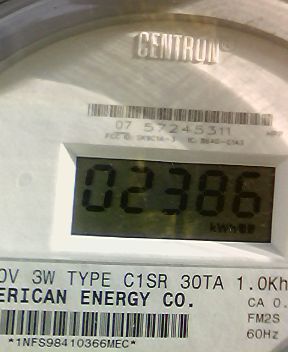 CENTRON®
07 57245311
02386
kWh
0V 3W TYPE C1SR 30TA 1.0Kh
ERICAN ENERGY CO.
CA 0.
FM2S
60Hz
*1NFS98410366MEC*